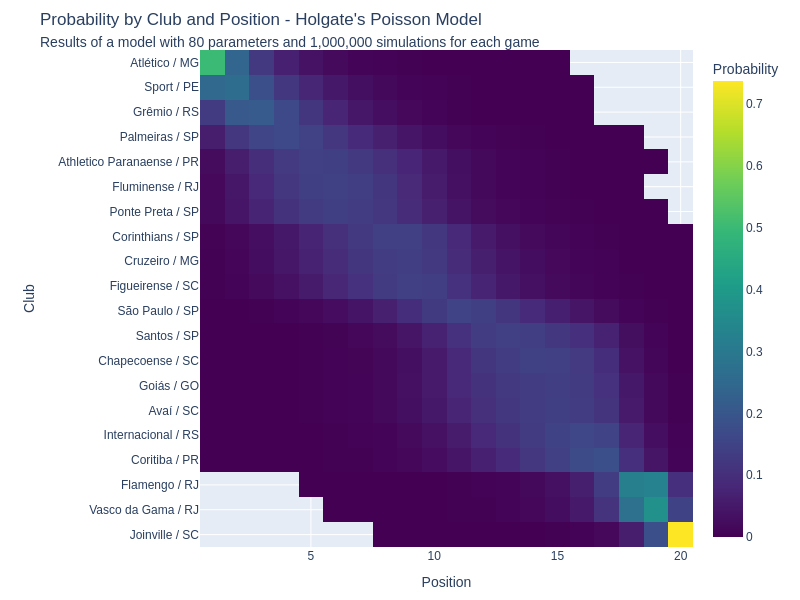 Probability by Club and Position - Holgate's Poisson Model
Results of a model with 80 parameters and 1,000,000 simulations for each game
Probability
Club
Atlético / MG
Sport / PE
Grêmio / RS
Palmeiras / SP
Athletico Paranaense / PR
Fluminense / RJ
Ponte Preta / SP
Corinthians / SP
Cruzeiro / MG
Figueirense / SC
São Paulo / SP
Santos / SP
Chapecoense / SC
Goiás / GO
Avaí / SC
Internacional / RS
Coritiba / PR
Flamengo / RJ
Vasco da Gama / RJ
Joinville / SC
0.7
0.6
0.5
0.4
0.3
0.2
0.1
0
5 10 15 20
Position